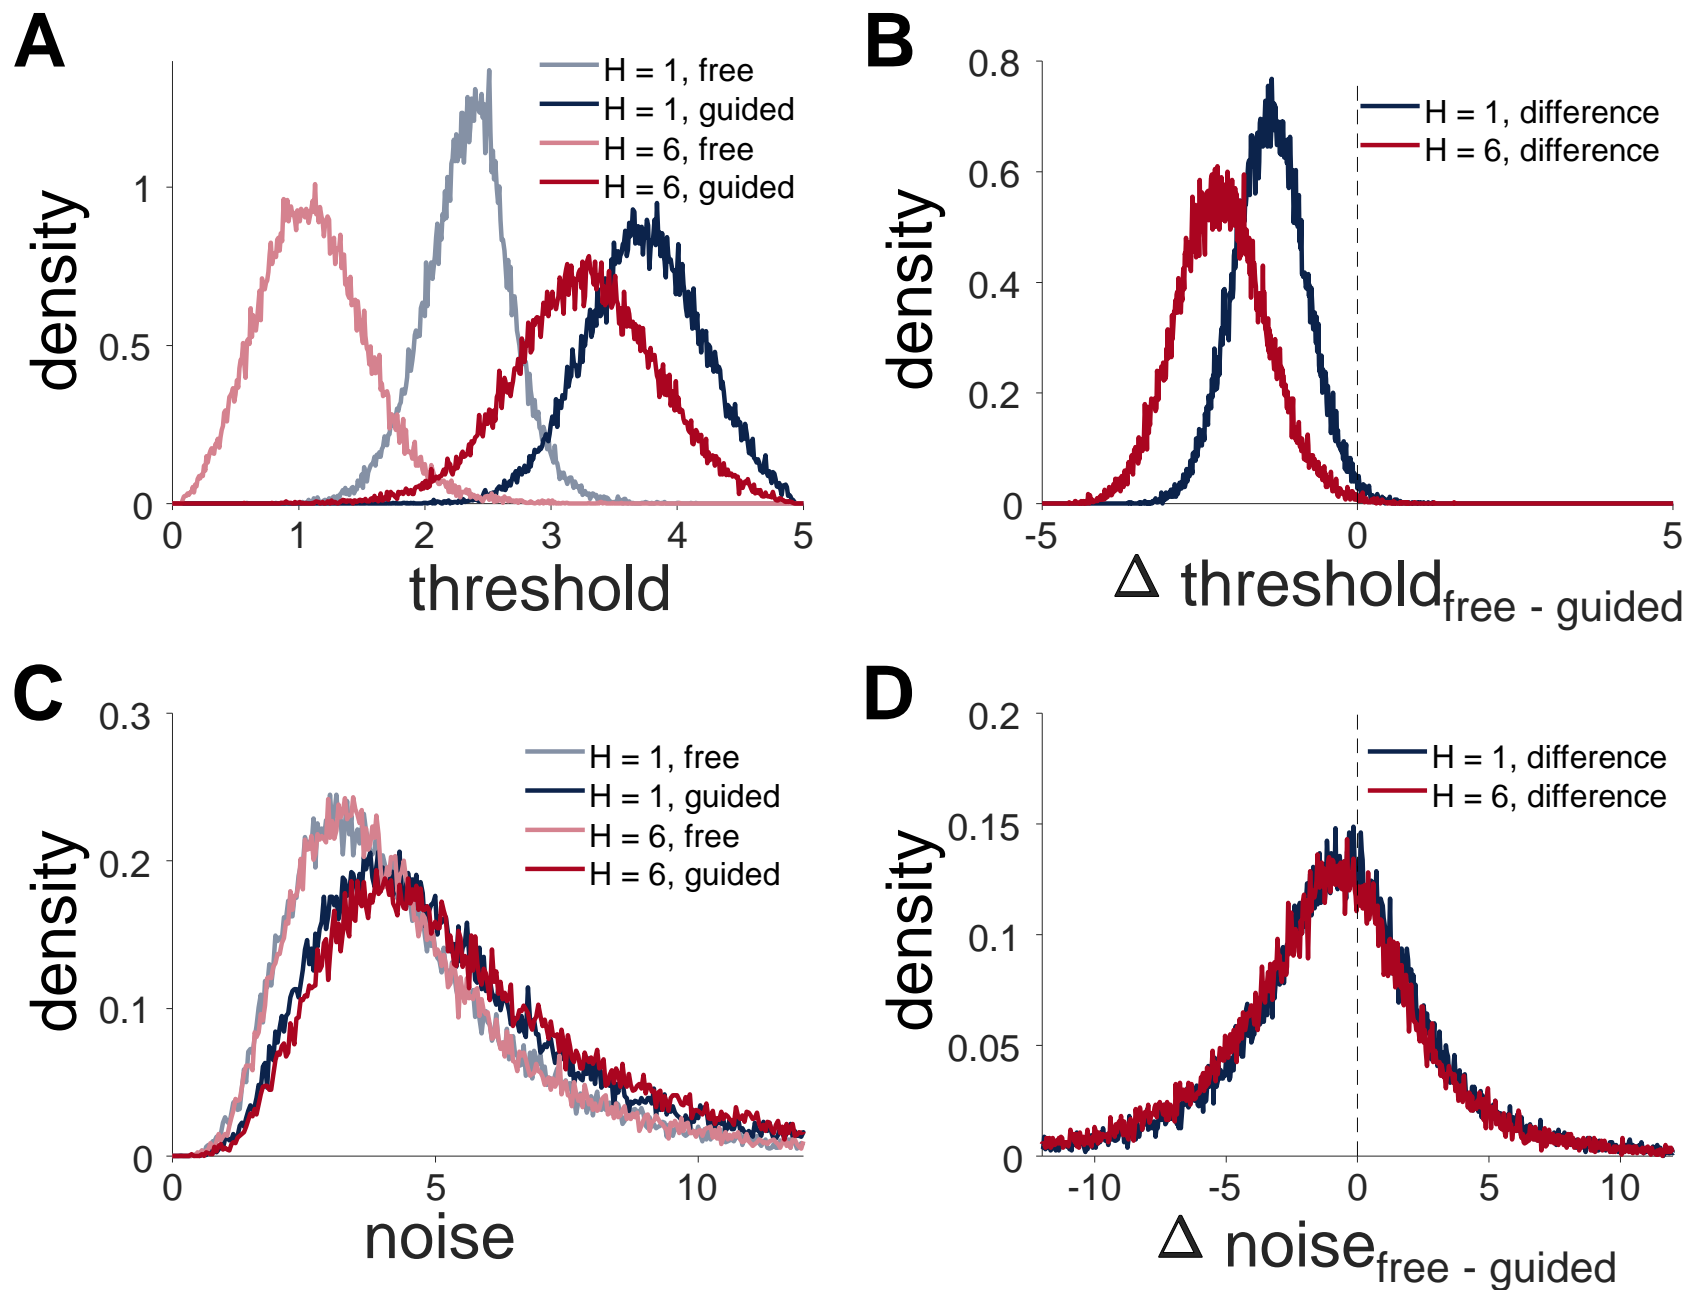 A
H = 1, free
H = 1, guided
H = 6, free
H = 6, guided
density
1
0.5
0
0 1 2 3 4 5
threshold
B
H = 1, difference
H = 6, difference
density
0.8
0.6
0.4
0.2
0
-5 0 5
Δ threshold free - guided
C
H = 1, free
H = 1, guided
H = 6, free
H = 6, guided
density
0.3
0.2
0.1
0
0 5 10
noise
D
H = 1, difference
H = 6, difference
density
0.2
0.15
0.1
0.05
0
-10 -5 0 5 10
Δ noise free - guided